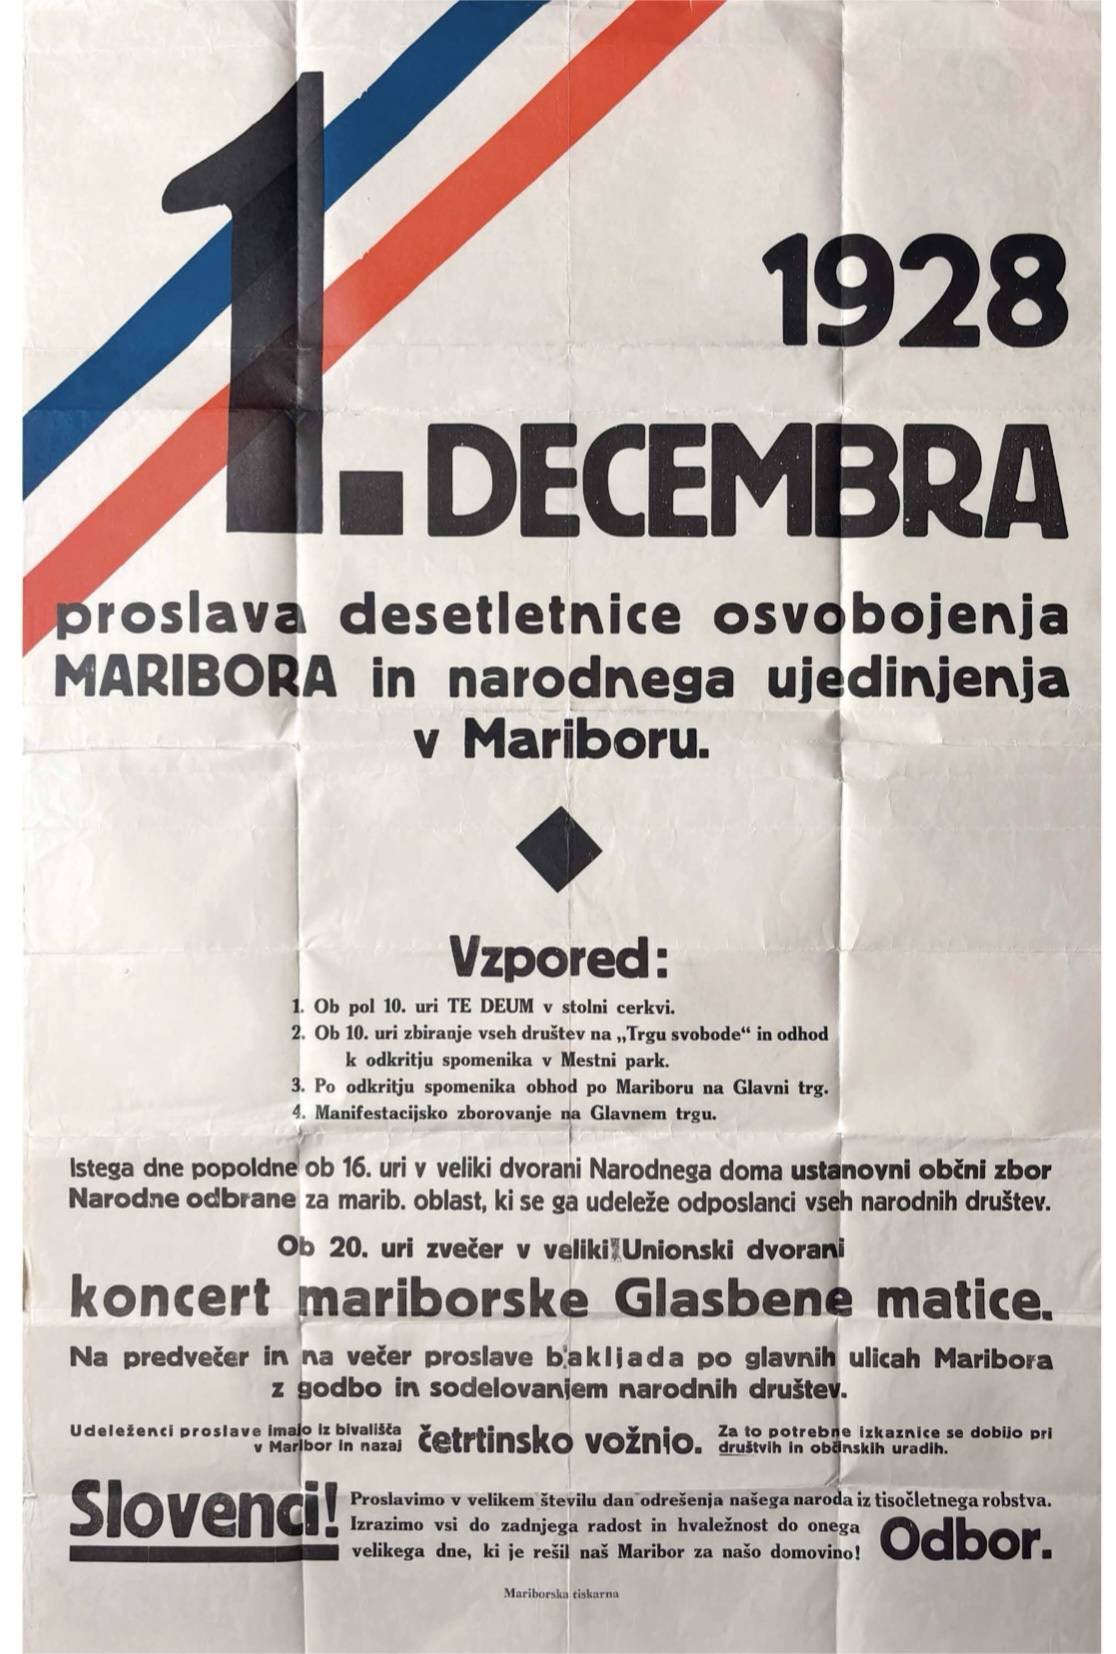 1928
1. DECEMBRA
proslava desetletnice osvobojenja
MARIBORA in narodnega ujedinjenja
v Mariboru.
Vzpored:
1. Ob pol 10. uri TE DEUM v stolni cerkvi.
2. Ob 10. uri zbiranje vseh društev na „Trgu svobode“ in odhod
k odkritju spomenika v Mestni park.
3. Po odkritju spomenika obhod po Mariboru na Glavni trg.
4. Manifestacijsko zborovanje na Glavnem trgu.
Istega dne popoldne ob 16. uri v veliki dvorani Narodnega doma ustanovni občni zbor
Narodne odbrane za marib. oblast, ki se ga udeleže odposlanci vseh narodnih društev.
Ob 20. uri zvečer v veliki Unionski dvorani
koncert mariborske Glasbene matice.
Na predvečer in na večer proslave bakljada po glavnih ulicah Maribora
z godbo in sodelovanjem narodnih društev.
Udeleženci proslave imajo iz bivališča
v Maribor in nazaj
četrtinsko vožnjo.
Za to potrebne izkaznice se dobijo pri
društvih in občinskih uradih.
Slovenci!
Proslavimo v velikem številu dan odrešenja našega naroda iz tisočletnega robstva.
Izrazimo vsi do zadnjega radost in hvaležnost do onega
velikega dne, ki je rešil naš Maribor za našo domovino!
Odbor.
Mariborska tiskarna